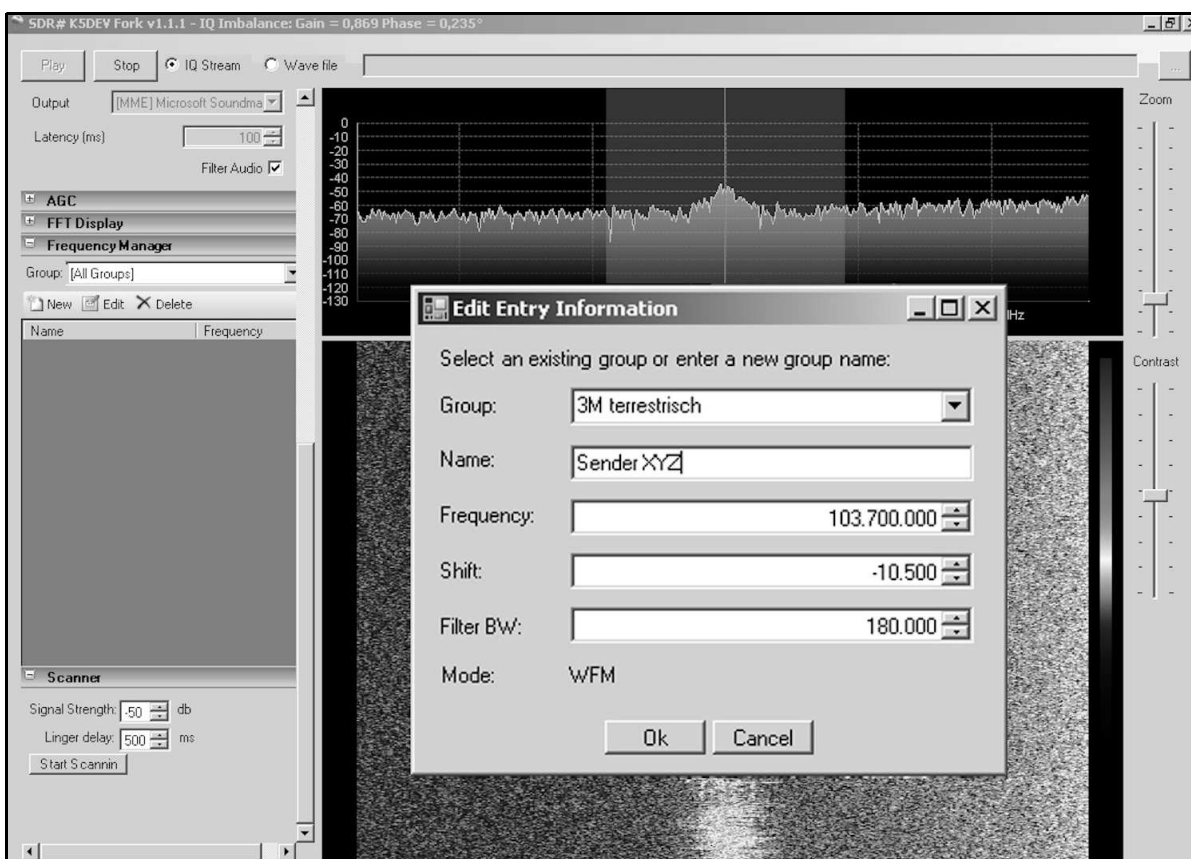 SDR# K5DEV Fork v1.1.1 - IQ Imbalance: Gain = 0,869 Phase = 0,235°
Play
Stop
IQ Stream
Wave file
...
Output
[MME] Microsoft Soundma
Latency (ms)
100
Filter Audio
AGC
FFT Display
Frequency Manager
Group:
[All Groups]
New
Edit
Delete
Name
Frequency
Scanner
Signal Strength:
-50
db
Linger delay:
500
ms
Start Scannin
0
-10
-20
-30
-40
-50
-60
-70
-80
-90
-100
-110
-120
-130
Zoom
Contrast
Edit Entry Information
Select an existing group or enter a new group name:
Group:
3M terrestrisch
Name:
Sender XYZ
Frequency:
103.700.000
Shift:
-10.500
Filter BW:
180.000
Mode:
WFM
Ok
Cancel